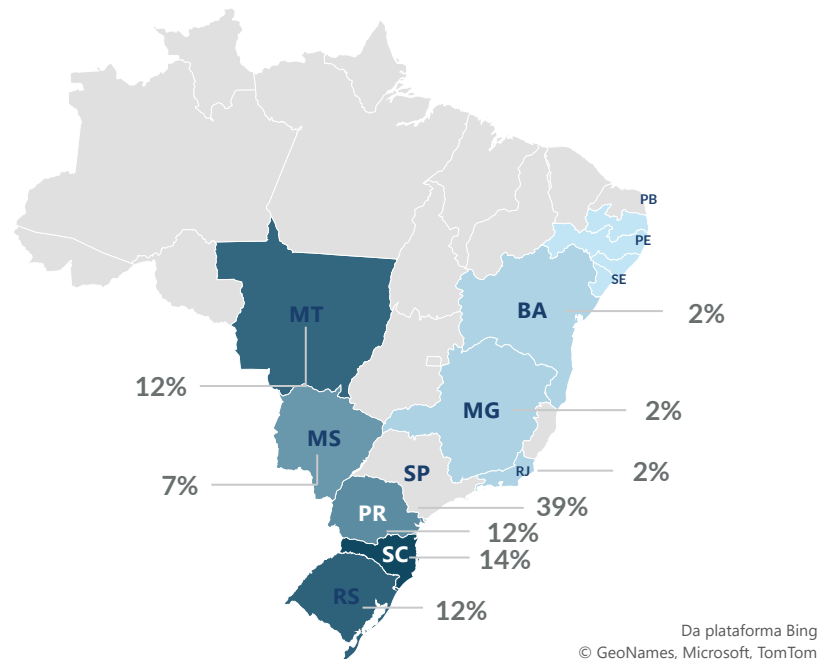 PB
PE
SE
BA
2%
MT
12%
MG
2%
MS
RJ
2%
SP
7%
39%
PR
12%
SC
14%
RS
12%
Da plataforma Bing
© GeoNames, Microsoft, TomTom